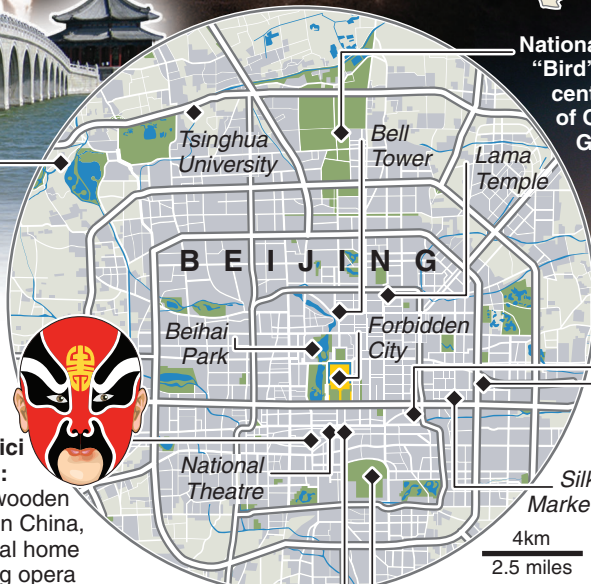 Nationa
“Bird’
cent
of O
G
Tsinghua
University
Bell
Tower
Lama
Temple
BEIJING
Beihai
Park
Forbidden
City
ici
:
wooden
n China,
al home
g opera
National
Theatre
Silk
Marke
4km
2.5 miles